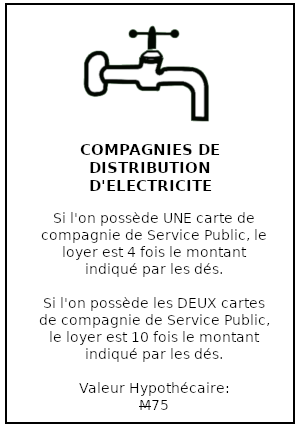 COMPAGNIES DE
DISTRIBUTION
D'ELECTRICITE
Si l'on possède UNE carte de
compagnie de Service Public, le
loyer est 4 fois le montant
indiqué par les dés.
Si l'on possède les DEUX cartes
de compagnie de Service Public,
le loyer est 10 fois le montant
indiqué par les dés.
Valeur Hypothécaire:
M75